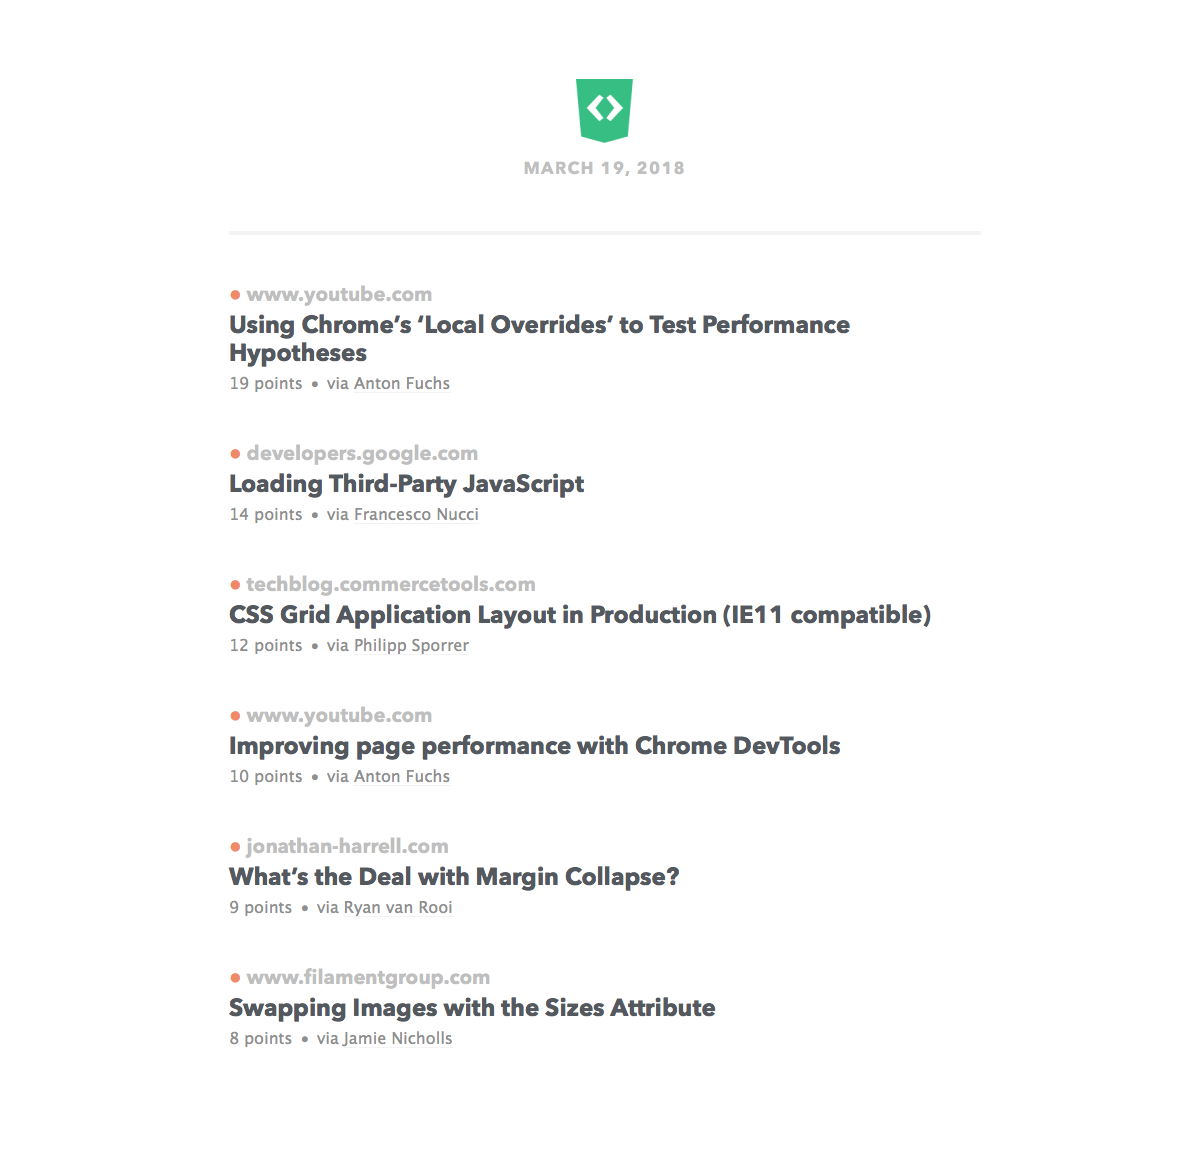 MARCH 19, 2018
www.youtube.com
Using Chrome’s ‘Local Overrides’ to Test Performance
Hypotheses
19 points • via Anton Fuchs
developers.google.com
Loading Third-Party JavaScript
14 points • via Francesco Nucci
techblog.commercetools.com
CSS Grid Application Layout in Production (IE11 compatible)
12 points • via Philipp Sporrer
www.youtube.com
Improving page performance with Chrome DevTools
10 points • via Anton Fuchs
jonathan-harrell.com
What’s the Deal with Margin Collapse?
9 points • via Ryan van Rooi
www.filamentgroup.com
Swapping Images with the Sizes Attribute
8 points • via Jamie Nicholls